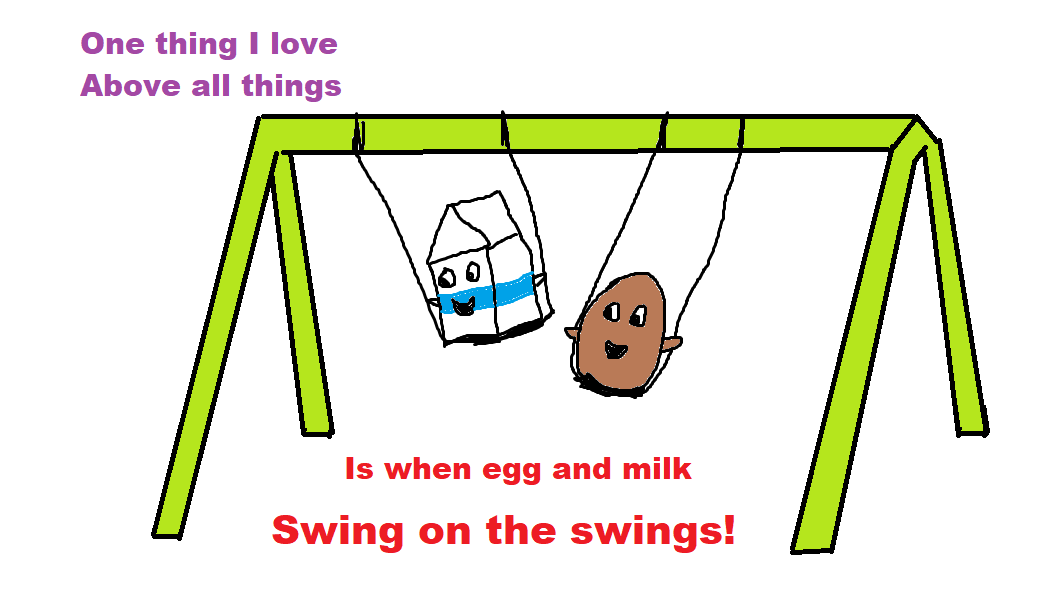 One thing I love
Above all things
Is when egg and milk
Swing on the swings!